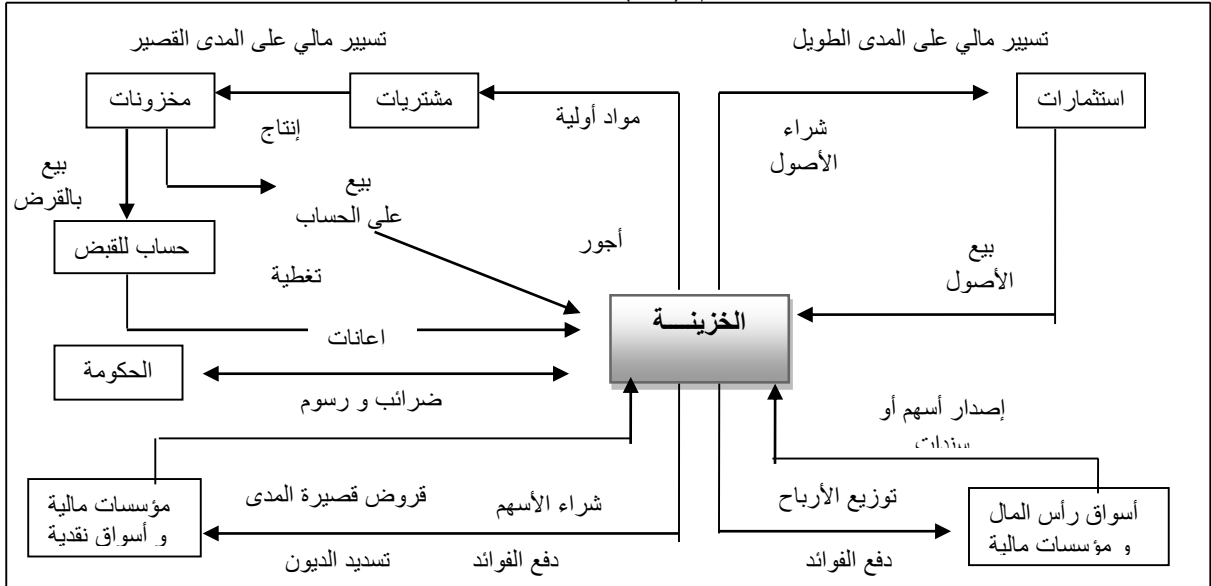 تسيير مالي على المدى الطويل
تسيير مالي على المدى القصير
استثمارات
مشتريات
مخزونات
شراء
الأصول
مواد أولية
إنتاج
بيع
بالقرض
بيع
على الحساب
أجور
بيع
الأصول
حساب للقبض
تغطية
الخزينــــة
اعانات
الحكومة
ضرائب و رسوم
إصدار أسهم أو
سندات
أسواق رأس المال
و مؤسسات مالية
توزيع الأرباح
دفع الفوائد
شراء الأسهم
قروض قصيرة المدى
دفع الفوائد
تسديد الديون
مؤسسات مالية
و أسواق نقدية